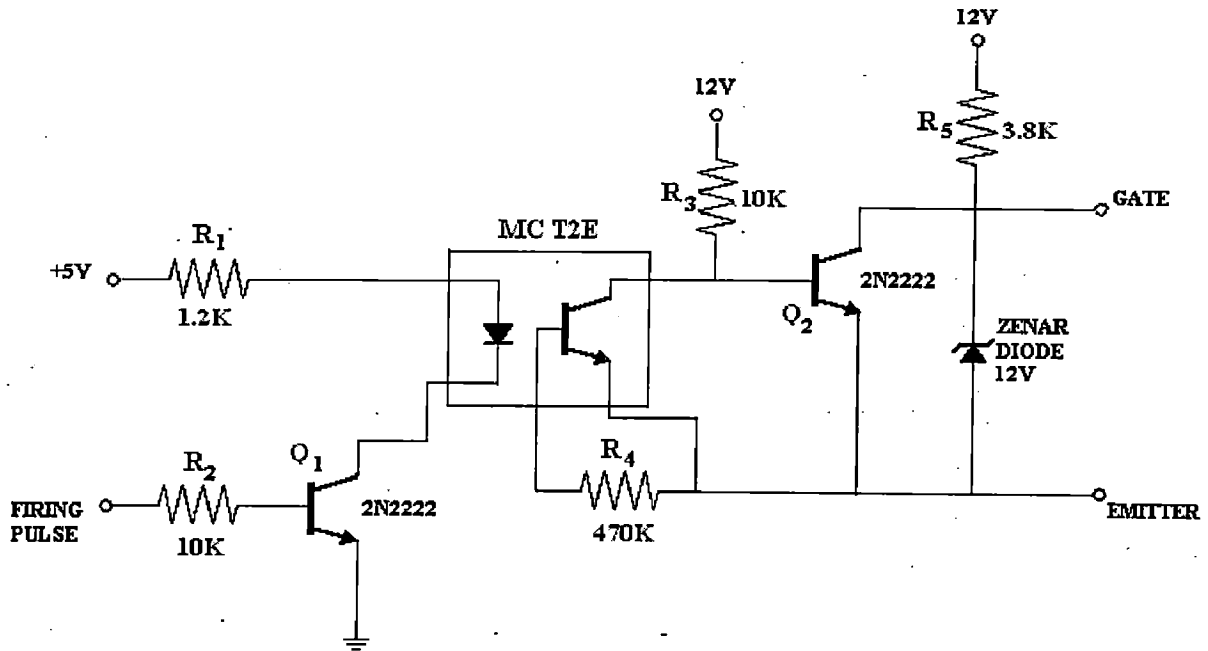 12V
12V
R5
3.8K
R3
10K
GATE
MC T2E
R1
+5V
1.2K
2N2222
Q2
ZENAR
DIODE
12V
R4
R2
Q1
FIRING
PULSE
10K
2N2222
470K
EMITTER